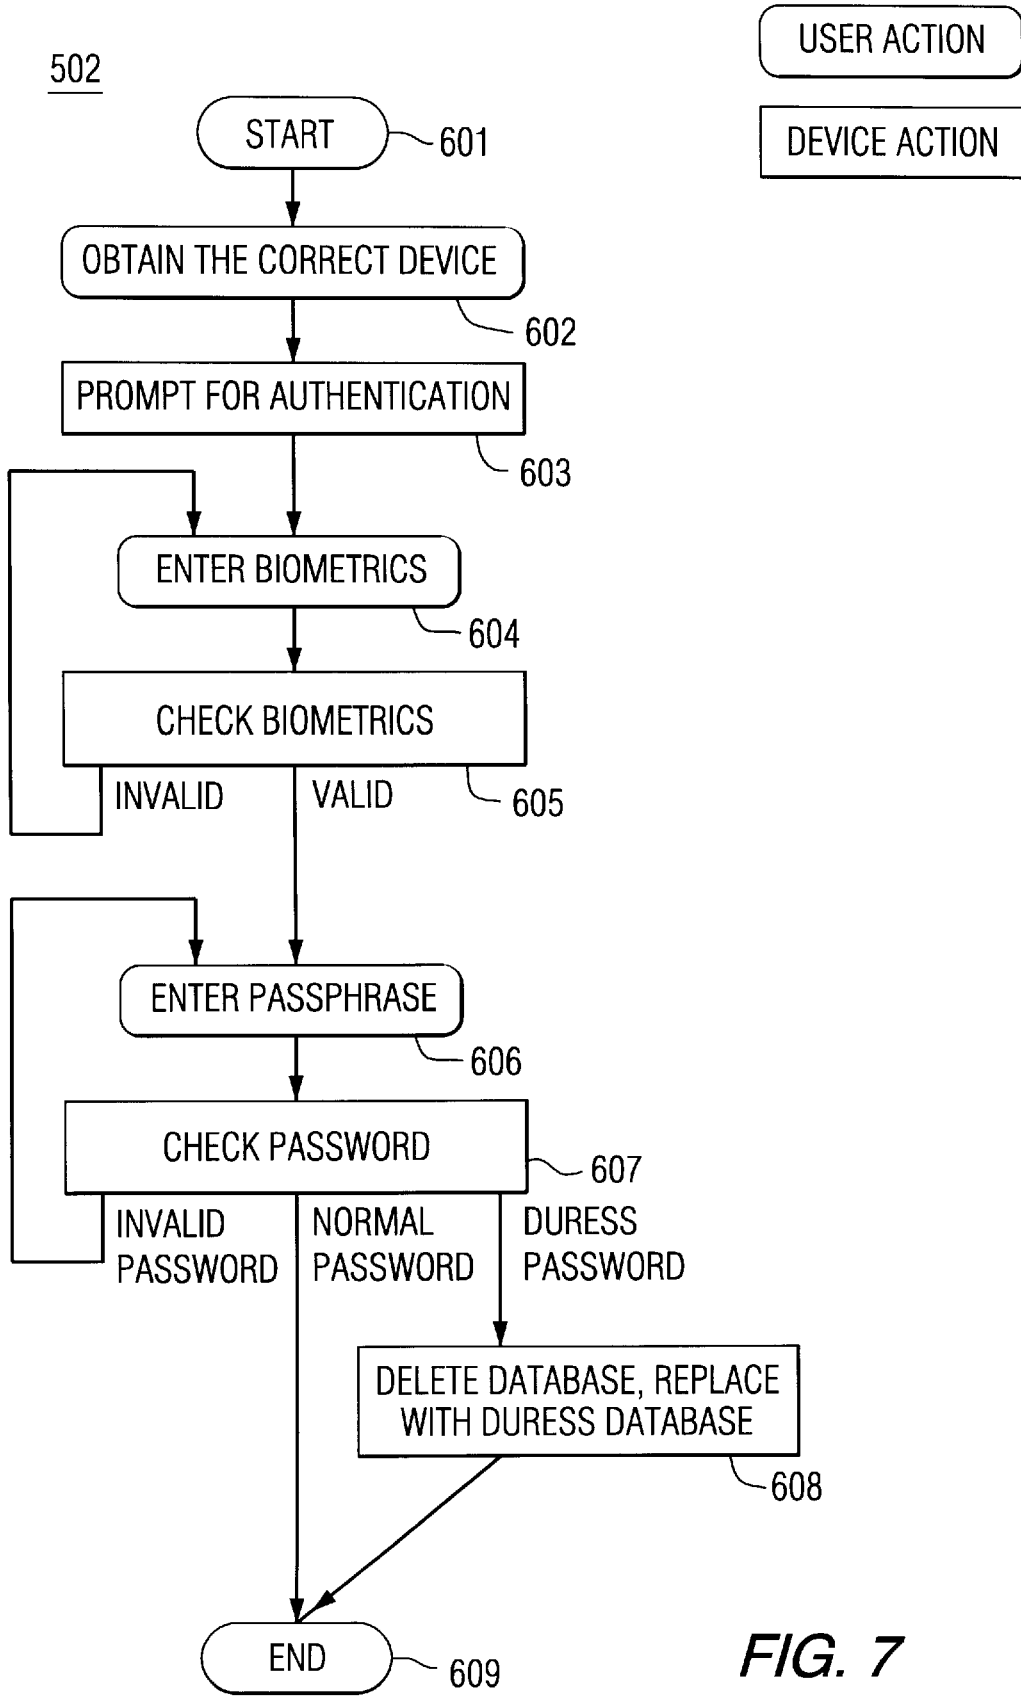 502
USER ACTION
DEVICE ACTION
START
601
OBTAIN THE CORRECT DEVICE
602
PROMPT FOR AUTHENTICATION
603
ENTER BIOMETRICS
604
CHECK BIOMETRICS
INVALID
VALID
605
ENTER PASSPHRASE
606
CHECK PASSWORD
607
INVALID
PASSWORD
NORMAL
PASSWORD
DURESS
PASSWORD
DELETE DATABASE, REPLACE
WITH DURESS DATABASE
608
END
609
FIG. 7